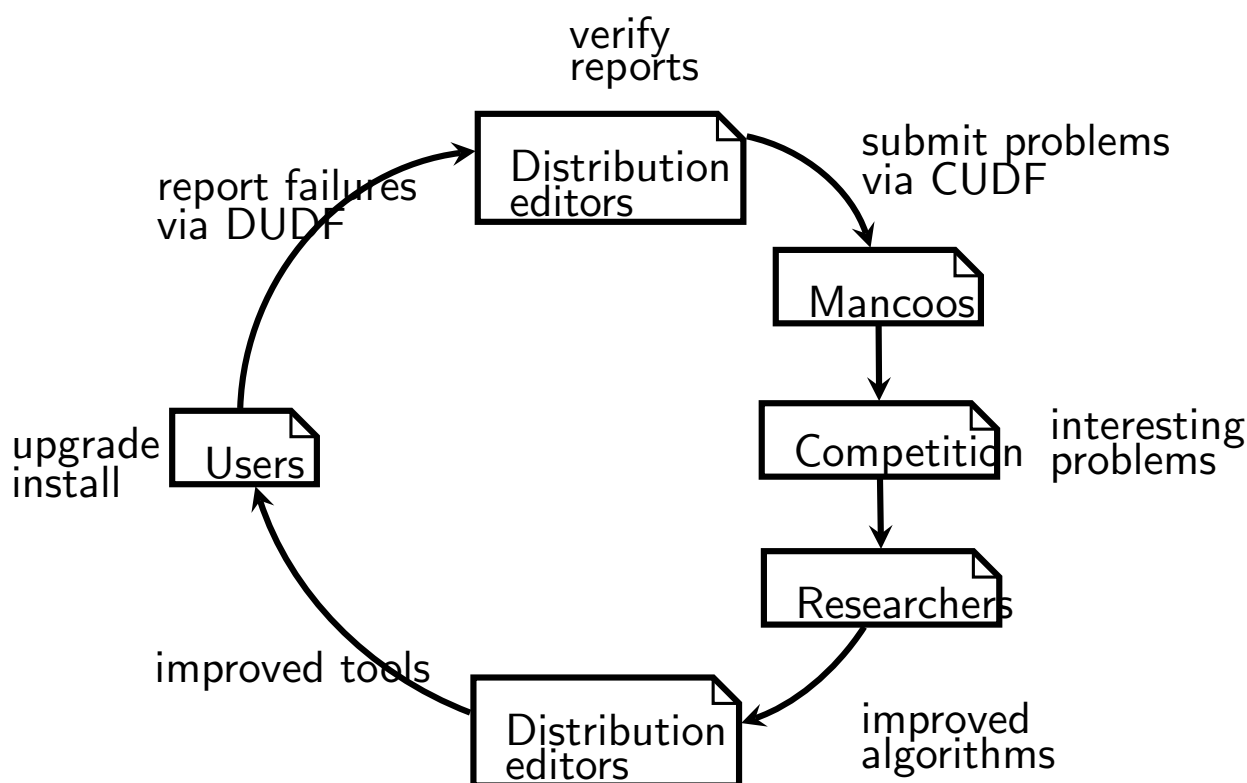 verify
reports
Distribution
editors
submit problems
via CUDF
report failures
via DUDF
Mancoos
Users
upgrade
install
Competition
interesting
problems
Researchers
improved tools
Distribution
editors
improved
algorithms